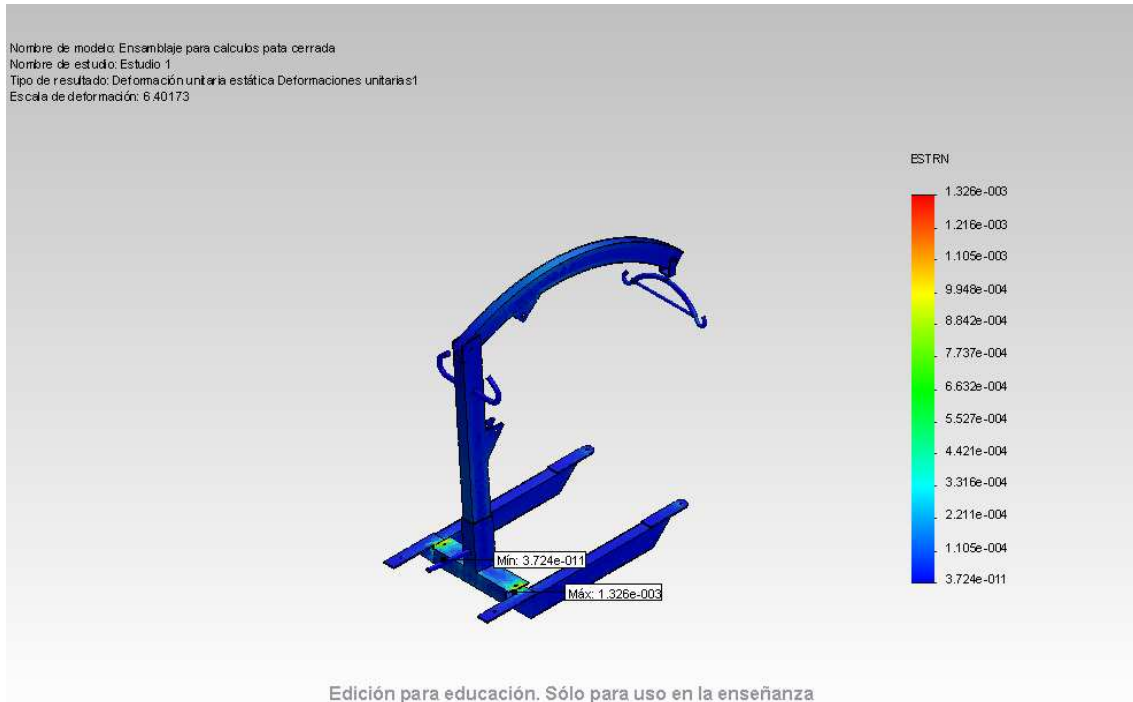 Nombre de modelo: Ensamblaje para calculos pata cerrada
Nombre de estudio: Estudio 1
Tipo de resultado: Deformación unitaria estática Deformaciones unitarias1
Escala de deformación: 6.40173
ESTRN
1.326e-003
1.216e-003
1.105e-003
9.948e-004
8.842e-004
7.737e-004
6.632e-004
5.527e-004
4.421e-004
3.316e-004
2.211e-004
1.105e-004
3.724e-011
Mín: 3.724e-011
Máx: 1.326e-003
Edición para educación. Sólo para uso en la enseñanza